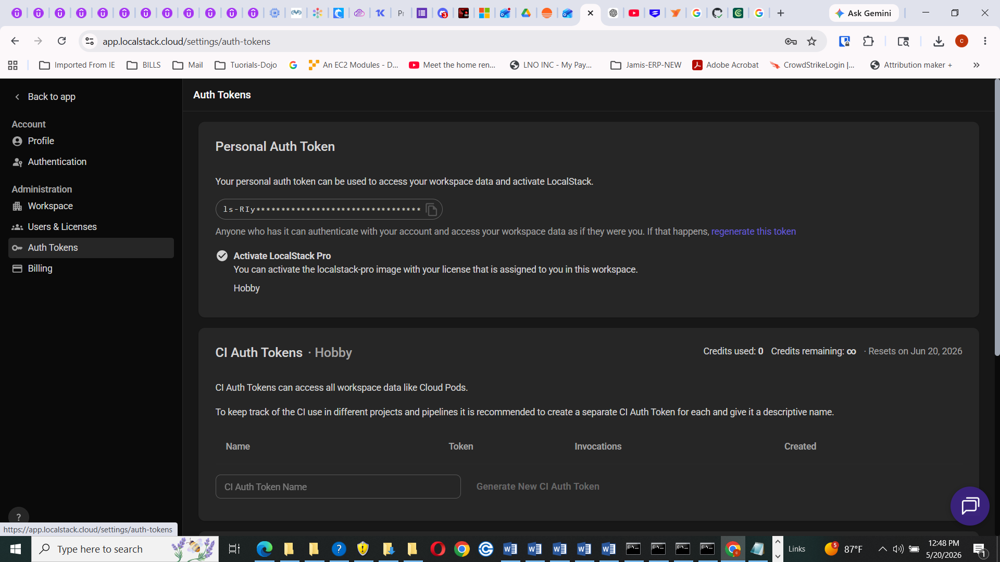 3
Ask Gemini
app.localstack.cloud/settings/auth-tokens
c
Imported From IE
BILLS
Mail
Tuorials-Dojo
An EC2 Modules - D...
Meet the home ren...
LNO INC - My Pay...
Jamis-ERP-NEW
Adobe Acrobat
CrowdStrikeLogin |...
Attribution maker +
»
Back to app
Account
Profile
Authentication
Administration
Workspace
Users & Licenses
Auth Tokens
Billing
Auth Tokens
Personal Auth Token
Your personal auth token can be used to access your workspace data and activate LocalStack.
ls-RIy*********************************
Anyone who has it can authenticate with your account and access your workspace data as if they were you. If that happens, regenerate this token
Activate LocalStack Pro
You can activate the localstack-pro image with your license that is assigned to you in this workspace.
Hobby
CI Auth Tokens · Hobby
Credits used: 0 Credits remaining: ∞ · Resets on Jun 20, 2026
CI Auth Tokens can access all workspace data like Cloud Pods.
To keep track of the CI use in different projects and pipelines it is recommended to create a separate CI Auth Token for each and give it a descriptive name.
Name Token Invocations Created
CI Auth Token Name
Generate New CI Auth Token
?
https://app.localstack.cloud/settings/auth-tokens
Type here to search
Links
5
87°F
12:48 PM
5/20/2026
1